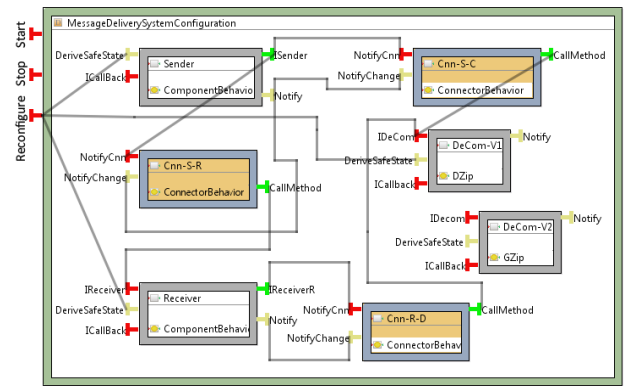 MessageDeliverySystemConfiguration
Start
Stop
Reconfigure
DeriveSafeState
ISender
Sender
ICallBack
ComponentBehavio
Notify
NotifyCnn
CallMethod
Cnn-S-C
NotifyChange
ConnectorBehavior
IDeCom
Notify
DeCom-V1
DeriveSafeState
DZip
ICallback
NotifyCnn
Cnn-S-R
NotifyChange
ConnectorBehavior
CallMethod
IDecom
Notify
DeCom-V2
DeriveSafeState
GZip
ICallBack
IReceiver
IReceiverR
Receiver
DeriveSafeState
Notify
ICallBack
ComponentBehavi
NotifyCnn
CallMethod
Cnn-R-D
NotifyChange
ConnectorBehav